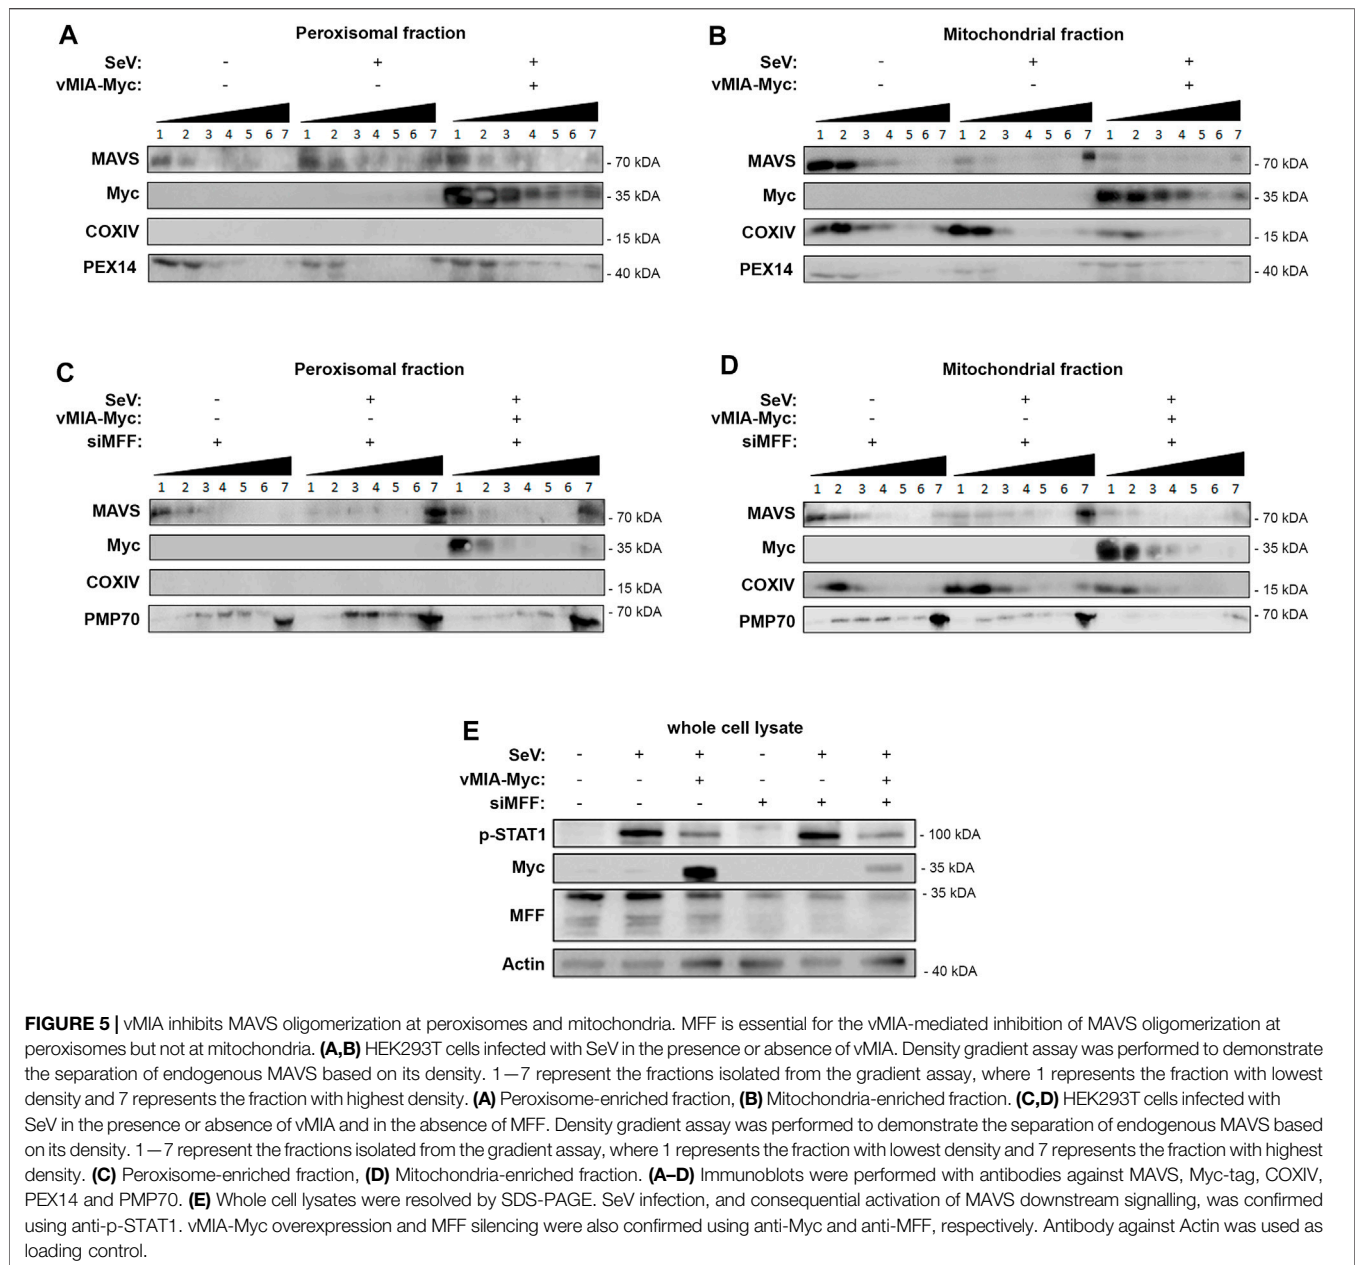 A
Peroxisomal fraction
SeV: - + +
vMIA-Myc: - - +
1 2 3 4 5 6 7 1 2 3 4 5 6 7 1 2 3 4 5 6 7
MAVS - 70 kDA
Myc - 35 kDA
COXIV - 15 kDA
PEX14 - 40 kDA
B
Mitochondrial fraction
SeV: - + +
vMIA-Myc: - - +
1 2 3 4 5 6 7 1 2 3 4 5 6 7 1 2 3 4 5 6 7
MAVS - 70 kDA
Myc - 35 kDA
COXIV - 15 kDA
PEX14 - 40 kDA
C
Peroxisomal fraction
SeV: - + +
vMIA-Myc: - - +
siMFF: + + +
1 2 3 4 5 6 7 1 2 3 4 5 6 7 1 2 3 4 5 6 7
MAVS - 70 kDA
Myc - 35 kDA
COXIV - 15 kDA
PMP70 - 70 kDA
D
Mitochondrial fraction
SeV: - + +
vMIA-Myc: - - +
siMFF: + + +
1 2 3 4 5 6 7 1 2 3 4 5 6 7 1 2 3 4 5 6 7
MAVS - 70 kDA
Myc - 35 kDA
COXIV - 15 kDA
PMP70 - 70 kDA
E
whole cell lysate
SeV: - + + - + +
vMIA-Myc: - - + - - +
siMFF: - - - + + +
p-STAT1 - 100 kDA
Myc - 35 kDA
MFF - 35 kDA
Actin - 40 kDA
FIGURE 5 | vMIA inhibits MAVS oligomerization at peroxisomes and mitochondria. MFF is essential for the vMIA-mediated inhibition of MAVS oligomerization at
peroxisomes but not at mitochondria. (A,B) HEK293T cells infected with SeV in the presence or absence of vMIA. Density gradient assay was performed to demonstrate
the separation of endogenous MAVS based on its density. 1—7 represent the fractions isolated from the gradient assay, where 1 represents the fraction with lowest
density and 7 represents the fraction with highest density. (A) Peroxisome-enriched fraction, (B) Mitochondria-enriched fraction. (C,D) HEK293T cells infected with
SeV in the presence or absence of vMIA and in the absence of MFF. Density gradient assay was performed to demonstrate the separation of endogenous MAVS based
on its density. 1—7 represent the fractions isolated from the gradient assay, where 1 represents the fraction with lowest density and 7 represents the fraction with highest
density. (C) Peroxisome-enriched fraction, (D) Mitochondria-enriched fraction. (A–D) Immunoblots were performed with antibodies against MAVS, Myc-tag, COXIV,
PEX14 and PMP70. (E) Whole cell lysates were resolved by SDS-PAGE. SeV infection, and consequential activation of MAVS downstream signalling, was confirmed
using anti-p-STAT1. vMIA-Myc overexpression and MFF silencing were also confirmed using anti-Myc and anti-MFF, respectively. Antibody against Actin was used as
loading control.